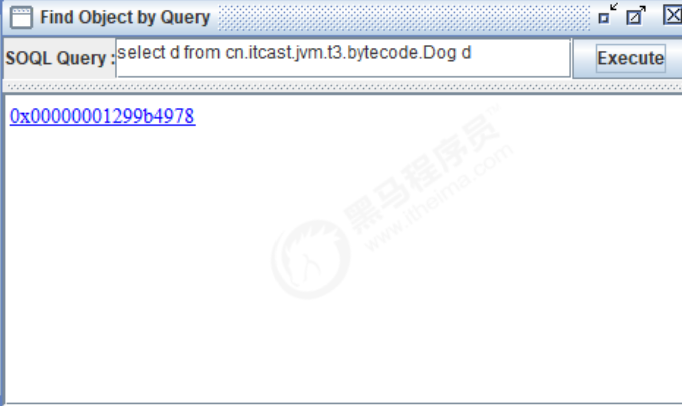 Find Object by Query
SOQL Query : select d from cn.itcast.jvm.t3.bytecode.Dog d Execute
0x00000001299b4978
黑马程序员
www.itheima.com